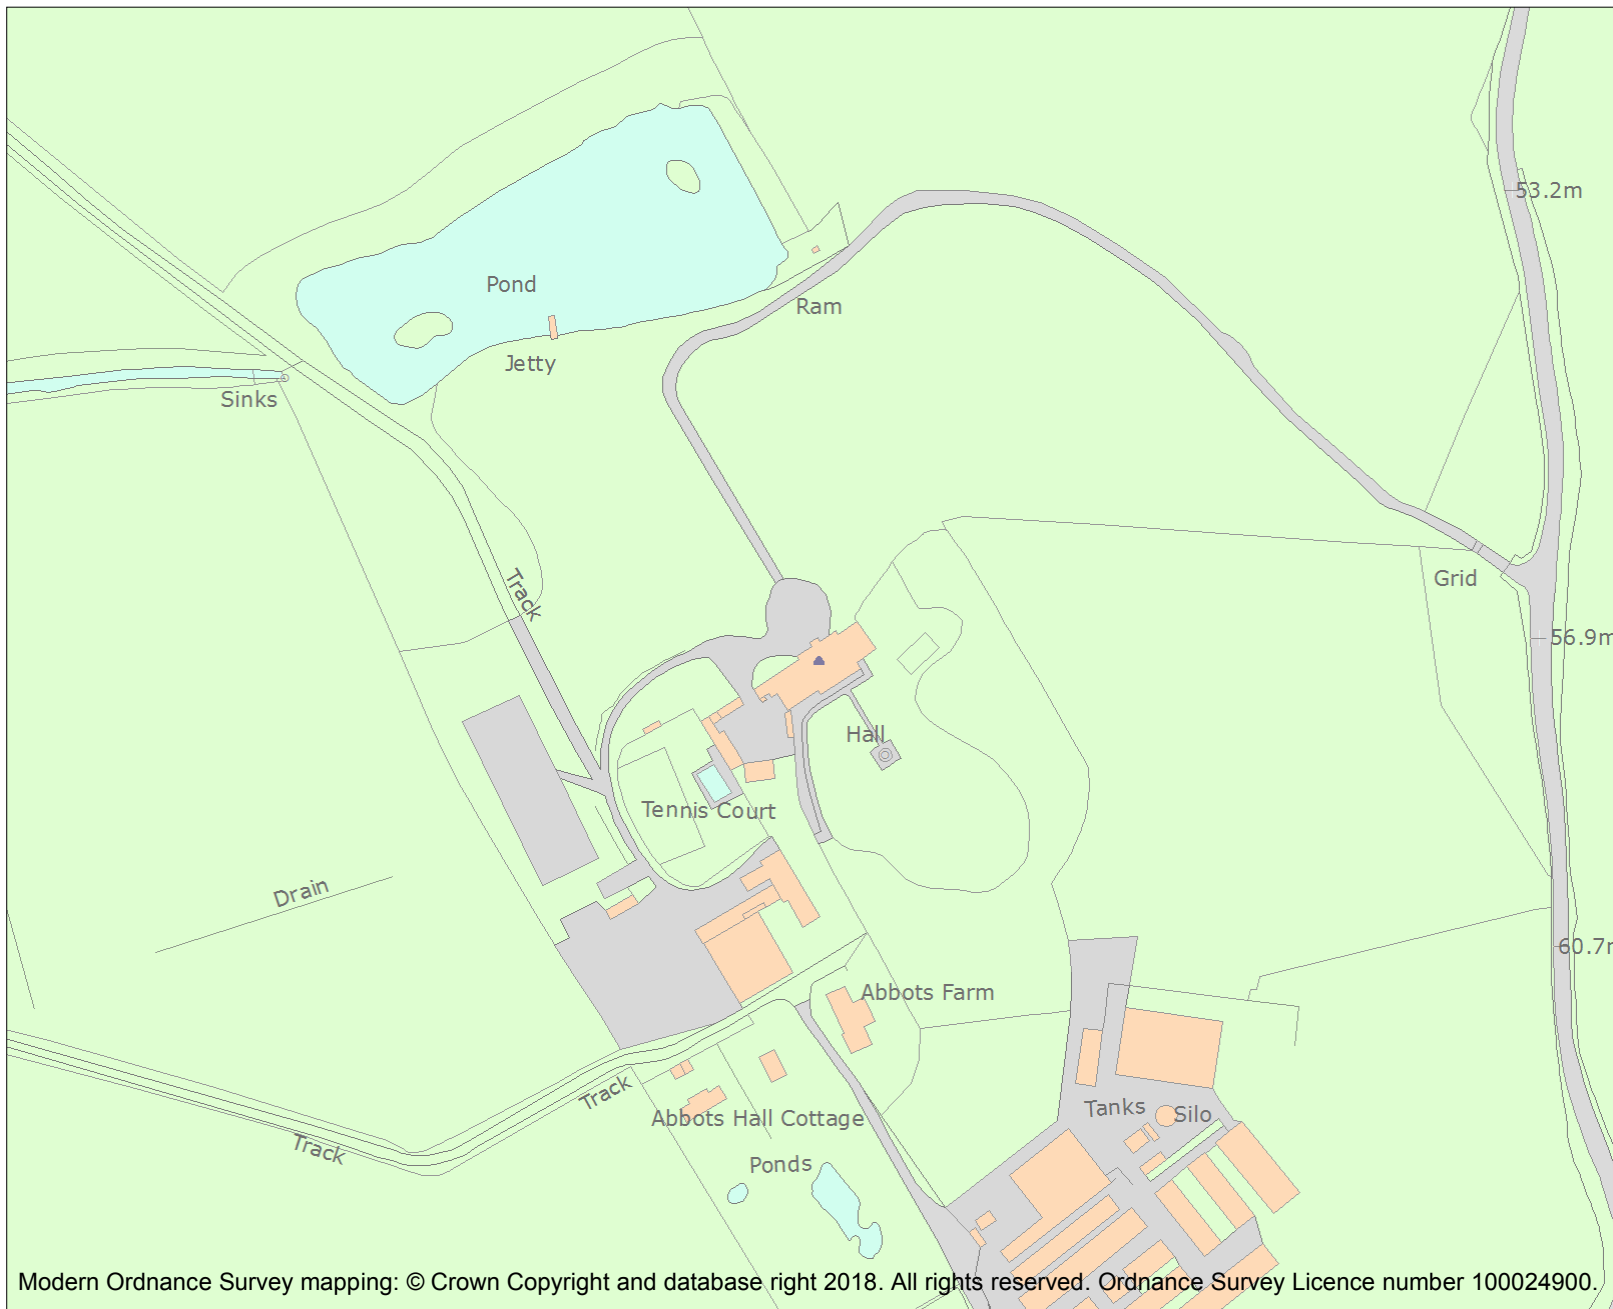 53.2m
Pond
Ram
Jetty
Sinks
Grid
Track
56.9m
Hall
Tennis Court
Drain
60.7m
Abbots Farm
Track
Tanks
Silo
Abbots Hall Cottage
Track
Ponds
Modern Ordnance Survey mapping: © Crown Copyright and database right 2018. All rights reserved. Ordnance Survey Licence number 100024900.